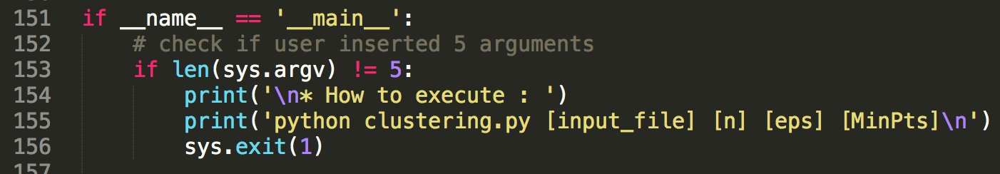 151 if __name__ == '__main__':
152     # check if user inserted 5 arguments
153     if len(sys.argv) != 5:
154         print('\n* How to execute : ')
155         print('python clustering.py [input_file] [n] [eps] [MinPts]\n')
156         sys.exit(1)
157